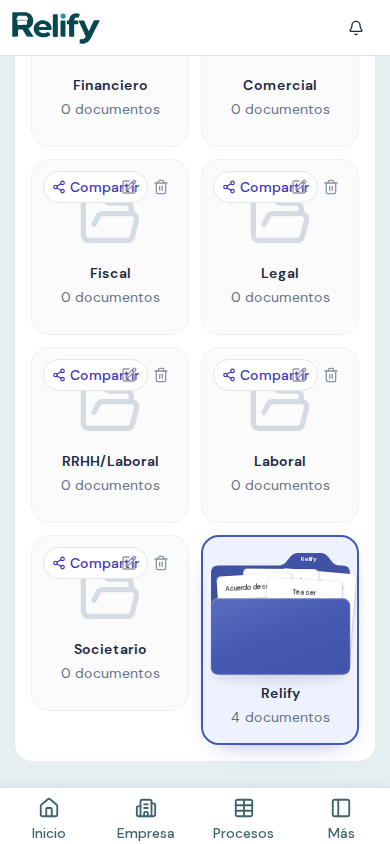 Relify
Financiero
0 documentos
Comercial
0 documentos
Compartir
Fiscal
0 documentos
Compartir
Legal
0 documentos
Compartir
RRHH/Laboral
0 documentos
Compartir
Laboral
0 documentos
Compartir
Societario
0 documentos
Relify
Acuerdo de c
Teaser
Relify
4 documentos
Inicio
Empresa
Procesos
Más